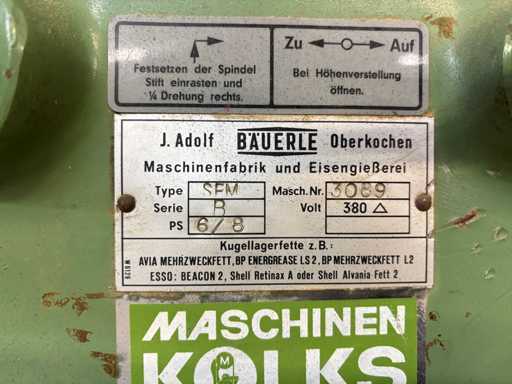 Festsetzen der Spindel
Stift einrasten und
¼ Drehung rechts.
Zu Auf
Bei Höhenverstellung
öffnen.
J. Adolf BÄUERLE Oberkochen
Maschinenfabrik und Eisengießerei
Type SFM Masch. Nr. 3089
Serie B Volt 380 △
PS 6/8
Kugellagerfette z.B.:
AVIA MEHRZWECKFETT, BP ENERGREASE LS 2, BP MEHRZWECKFETT L2
ESSO: BEACON 2, Shell Retinax A oder Shell Alvania Fett 2
MASCHINEN
KOLKS